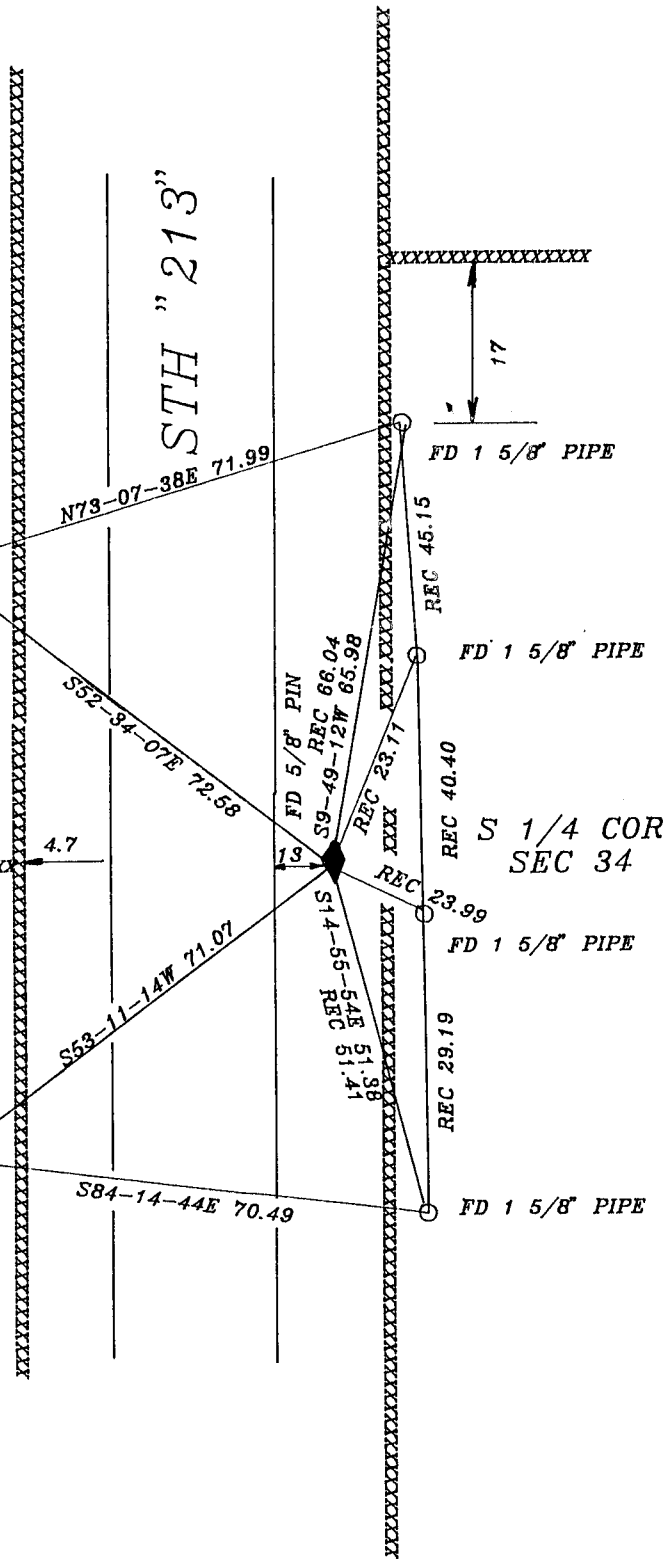 STH "213"
17
FD 1 5/8" PIPE
N73-07-38E 71.99
REC 45.15
FD 1 5/8" PIPE
FD 5/8" PIN
REC 66.04
S9-49-12W 65.98
REC 23.11
S52-34-07E 72.58
REC 40.40
S 1/4 COR
SEC 34
4.7
13
REC 23.99
FD 1 5/8" PIPE
S53-11-14W 71.07
S14-55-54E 51.38
REC 51.41
REC 29.19
S84-14-44E 70.49
FD 1 5/8" PIPE